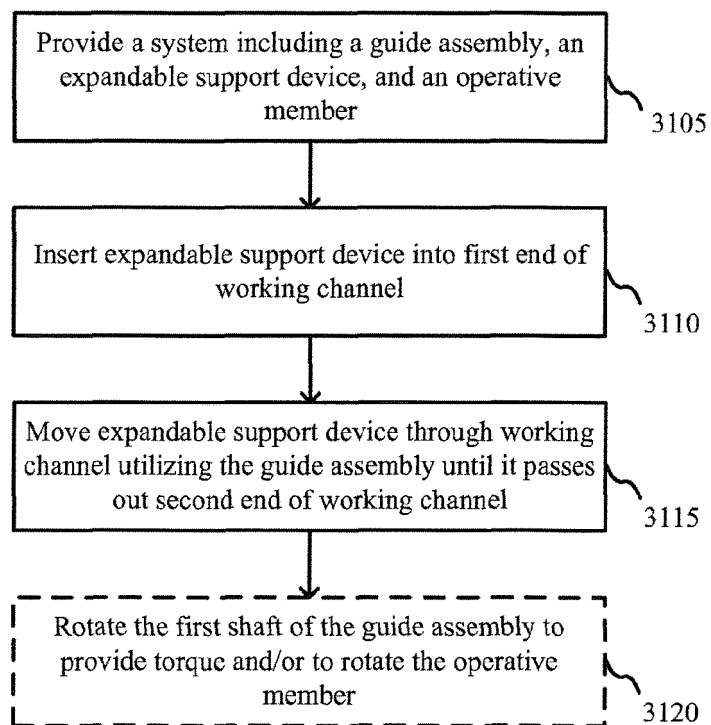 Provide a system including a guide assembly, an
expandable support device, and an operative
member
3105
Insert expandable support device into first end of
working channel
3110
Move expandable support device through working
channel utilizing the guide assembly until it passes
out second end of working channel
3115
Rotate the first shaft of the guide assembly to
provide torque and/or to rotate the operative
member
3120